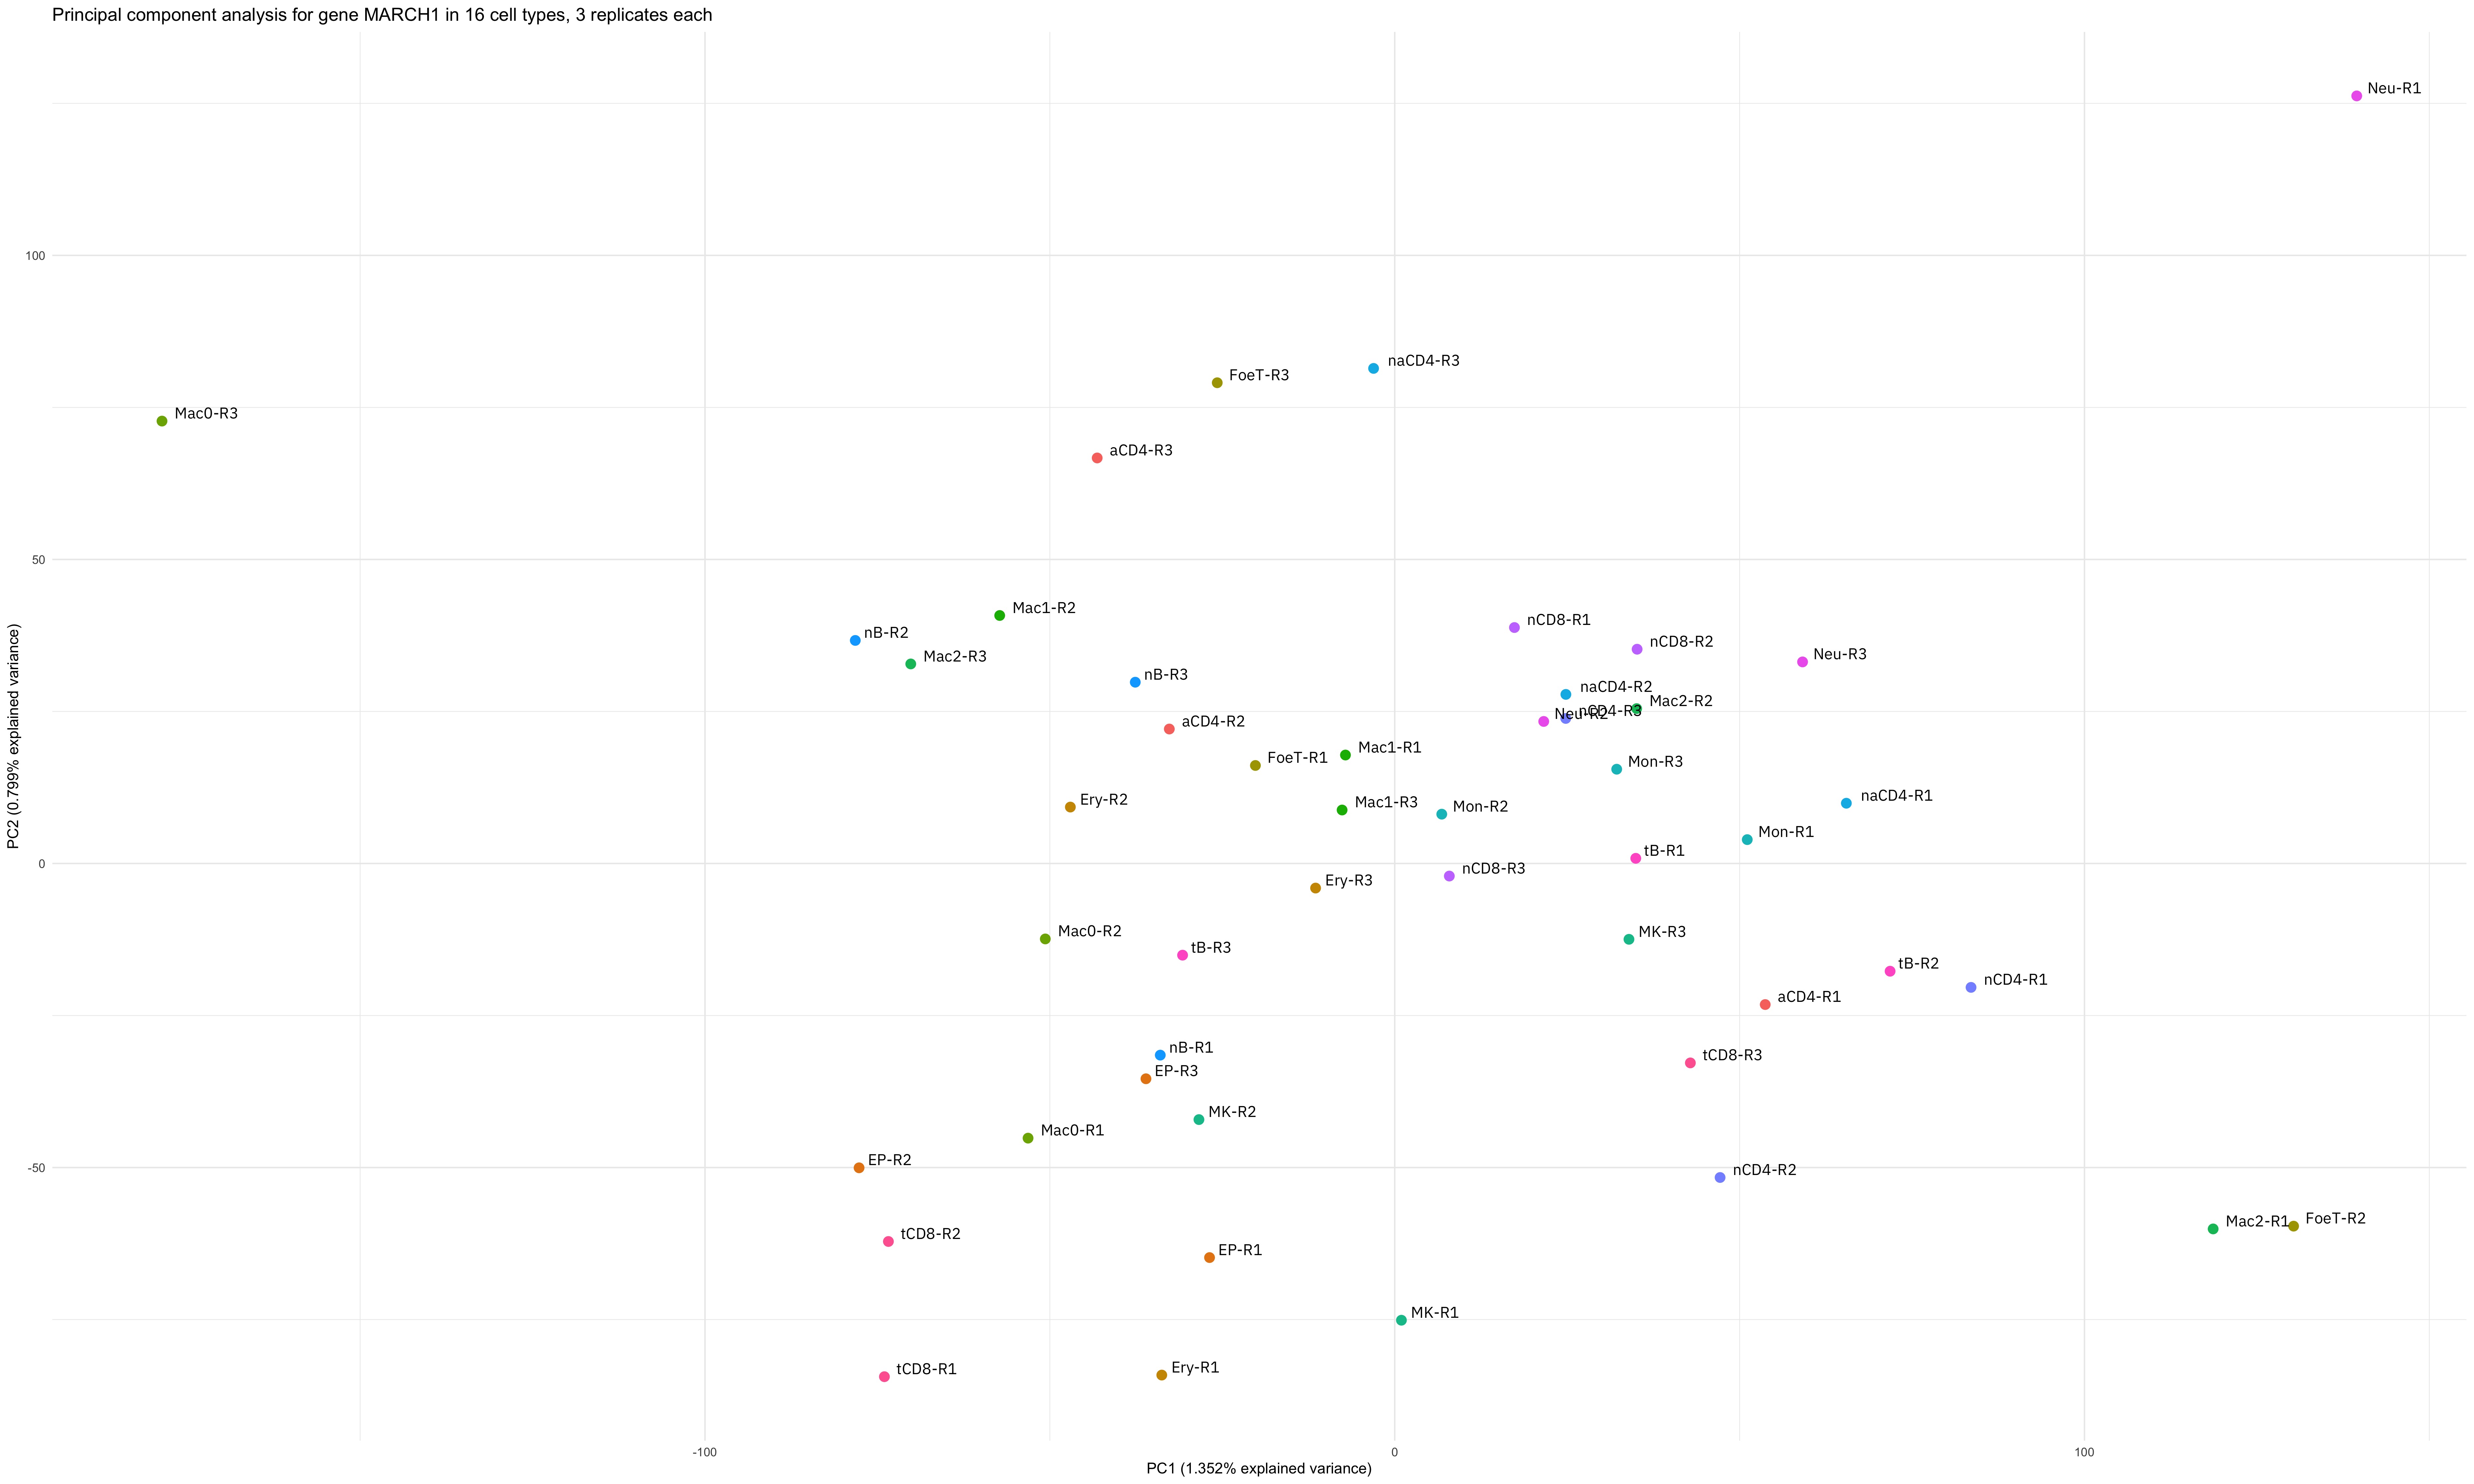 Principal component analysis for gene MARCH1 in 16 cell types, 3 replicates each
Neu-R1
100
naCD4-R3
FoeT-R3
Mac0-R3
aCD4-R3
50
Mac1-R2
nCD8-R1
nB-R2
nCD8-R2
Mac2-R3
Neu-R3
nB-R3
naCD4-R2
Mac2-R2
nCD4-R3
Neu-R2
aCD4-R2
Mac1-R1
FoeT-R1
Mon-R3
Ery-R2
Mac1-R3
Mon-R2
naCD4-R1
Mon-R1
0
tB-R1
nCD8-R3
Ery-R3
Mac0-R2
MK-R3
tB-R3
tB-R2
nCD4-R1
aCD4-R1
nB-R1
tCD8-R3
EP-R3
MK-R2
Mac0-R1
-50
EP-R2
nCD4-R2
Mac2-R1
FoeT-R2
tCD8-R2
EP-R1
MK-R1
tCD8-R1
Ery-R1
-100
0
100
PC1 (1.352% explained variance)
PC2 (0.799% explained variance)